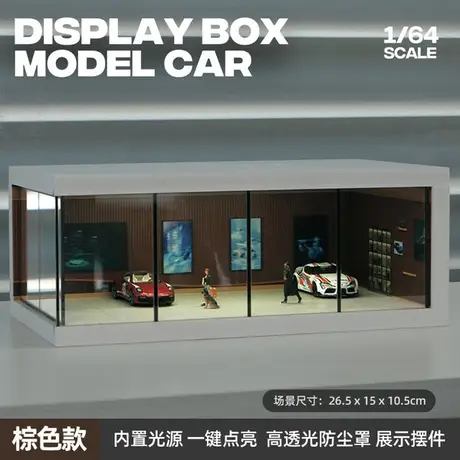 DISPLAY BOX
MODEL CAR
1/64
SCALE
场景尺寸：26.5 x 15 x 10.5cm
棕色款
内置光源 一键点亮 高透光防尘罩 展示摆件